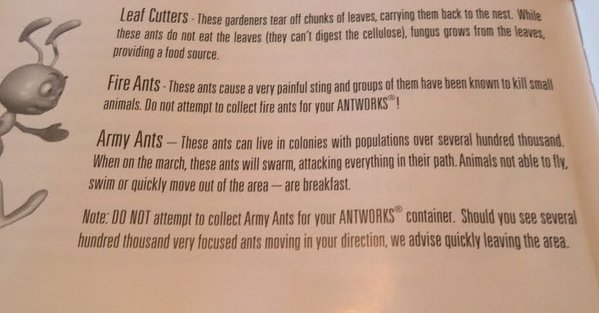 Leaf Cutters - These gardeners tear off chunks of leaves, carrying them back to the nest. While
these ants do not eat the leaves (they can't digest the cellulose), fungus grows from the leaves,
providing a food source.
Fire Ants - These ants cause a very painful sting and groups of them have been known to kill small
animals. Do not attempt to collect fire ants for your ANTWORKS®!
Army Ants — These ants can live in colonies with populations over several hundred thousand.
When on the march, these ants will swarm, attacking everything in their path. Animals not able to fly,
swim or quickly move out of the area — are breakfast.
Note: DO NOT attempt to collect Army Ants for your ANTWORKS® container. Should you see several
hundred thousand very focused ants moving in your direction, we advise quickly leaving the area.